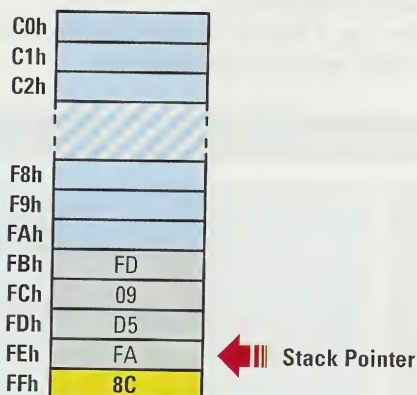 C0h
C1h
C2h
F8h
F9h
FAh
FBh FD
FCh 09
FDh D5
FEh FA Stack Pointer
FFh 8C